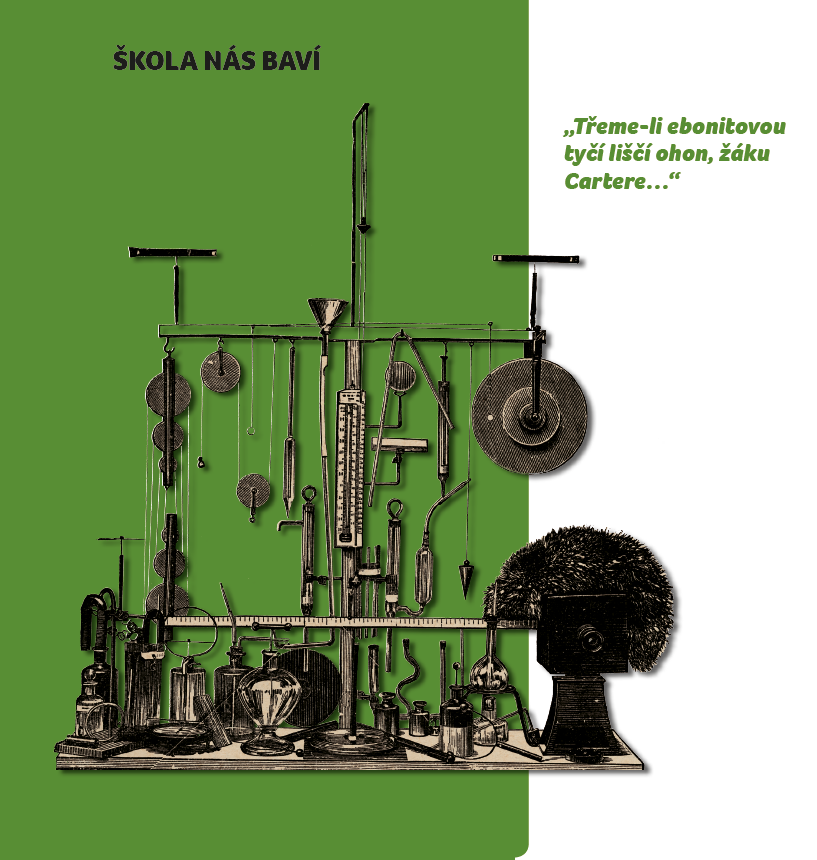 ŠKOLA NÁS BAVÍ
„Třeme-li ebonitovou
tyčí liščí ohon, žáku
Cartere...“